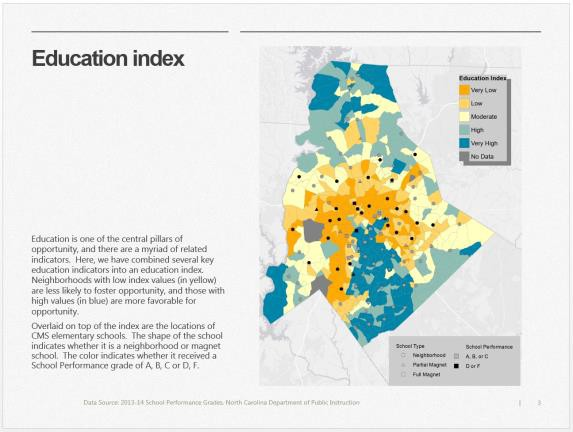 Education index
Education is one of the central pillars of
opportunity, and there are a myriad of related
indicators. Here, we have combined several key
education indicators into an education index.
Neighborhoods with low index values (in yellow)
are less likely to foster opportunity, and those with
high values (in blue) are more favorable for
opportunity.
Overlaid on top of the index are the locations of
CMS elementary schools. The shape of the school
indicates whether it is a neighborhood or magnet
school. The color indicates whether it received a
School Performance grade of A, B, C or D, F.
Education Index
Very Low
Low
Moderate
High
Very High
No Data
School Type
Neighborhood
Partial Magnet
Full Magnet
School Performance
A, B, or C
D or F
Data Source: 2013-14 School Performance Grades, North Carolina Department of Public Instruction
| 3